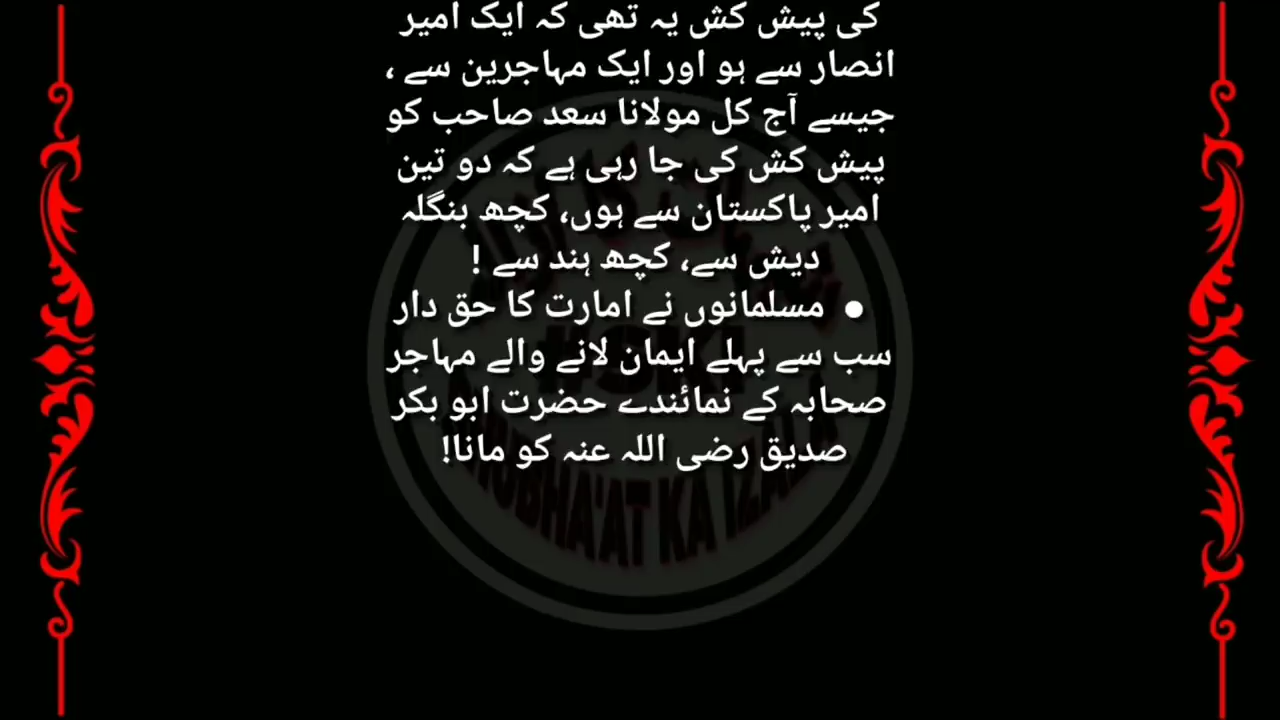 کی پیش کش یہ تھی کہ ایک امیر
انصار سے ہو اور ایک مہاجرین سے ،
جیسے آج کل مولانا سعد صاحب کو
پیش کش کی جا رہی ہے کہ دو تین
امیر پاکستان سے ہوں، کچھ بنگلہ
دیش سے، کچھ ہند سے !
● مسلمانوں نے امارت کا حق دار
سب سے پہلے ایمان لانے والے مہاجر
صحابہ کے نمائندے حضرت ابو بکر
صدیق رضی اللہ عنہ کو مانا!
KA